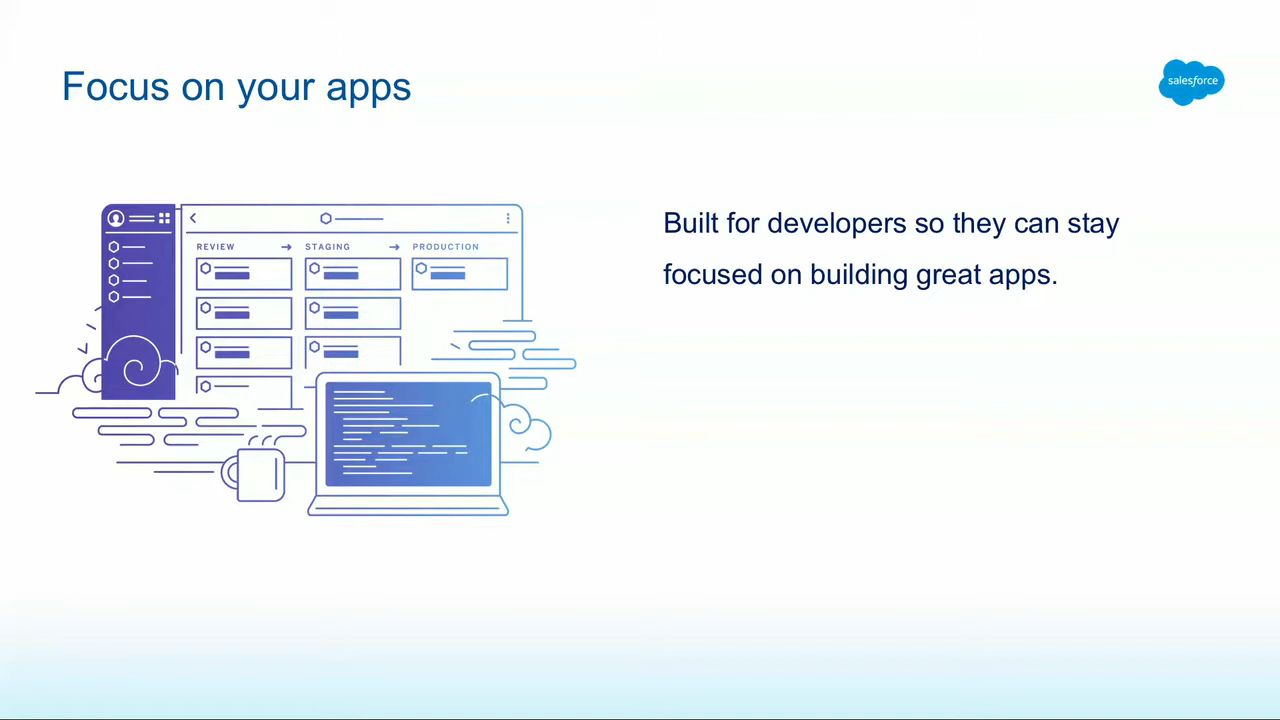 Focus on your apps
salesforce
REVIEW
STAGING
PRODUCTION
Built for developers so they can stay
focused on building great apps.